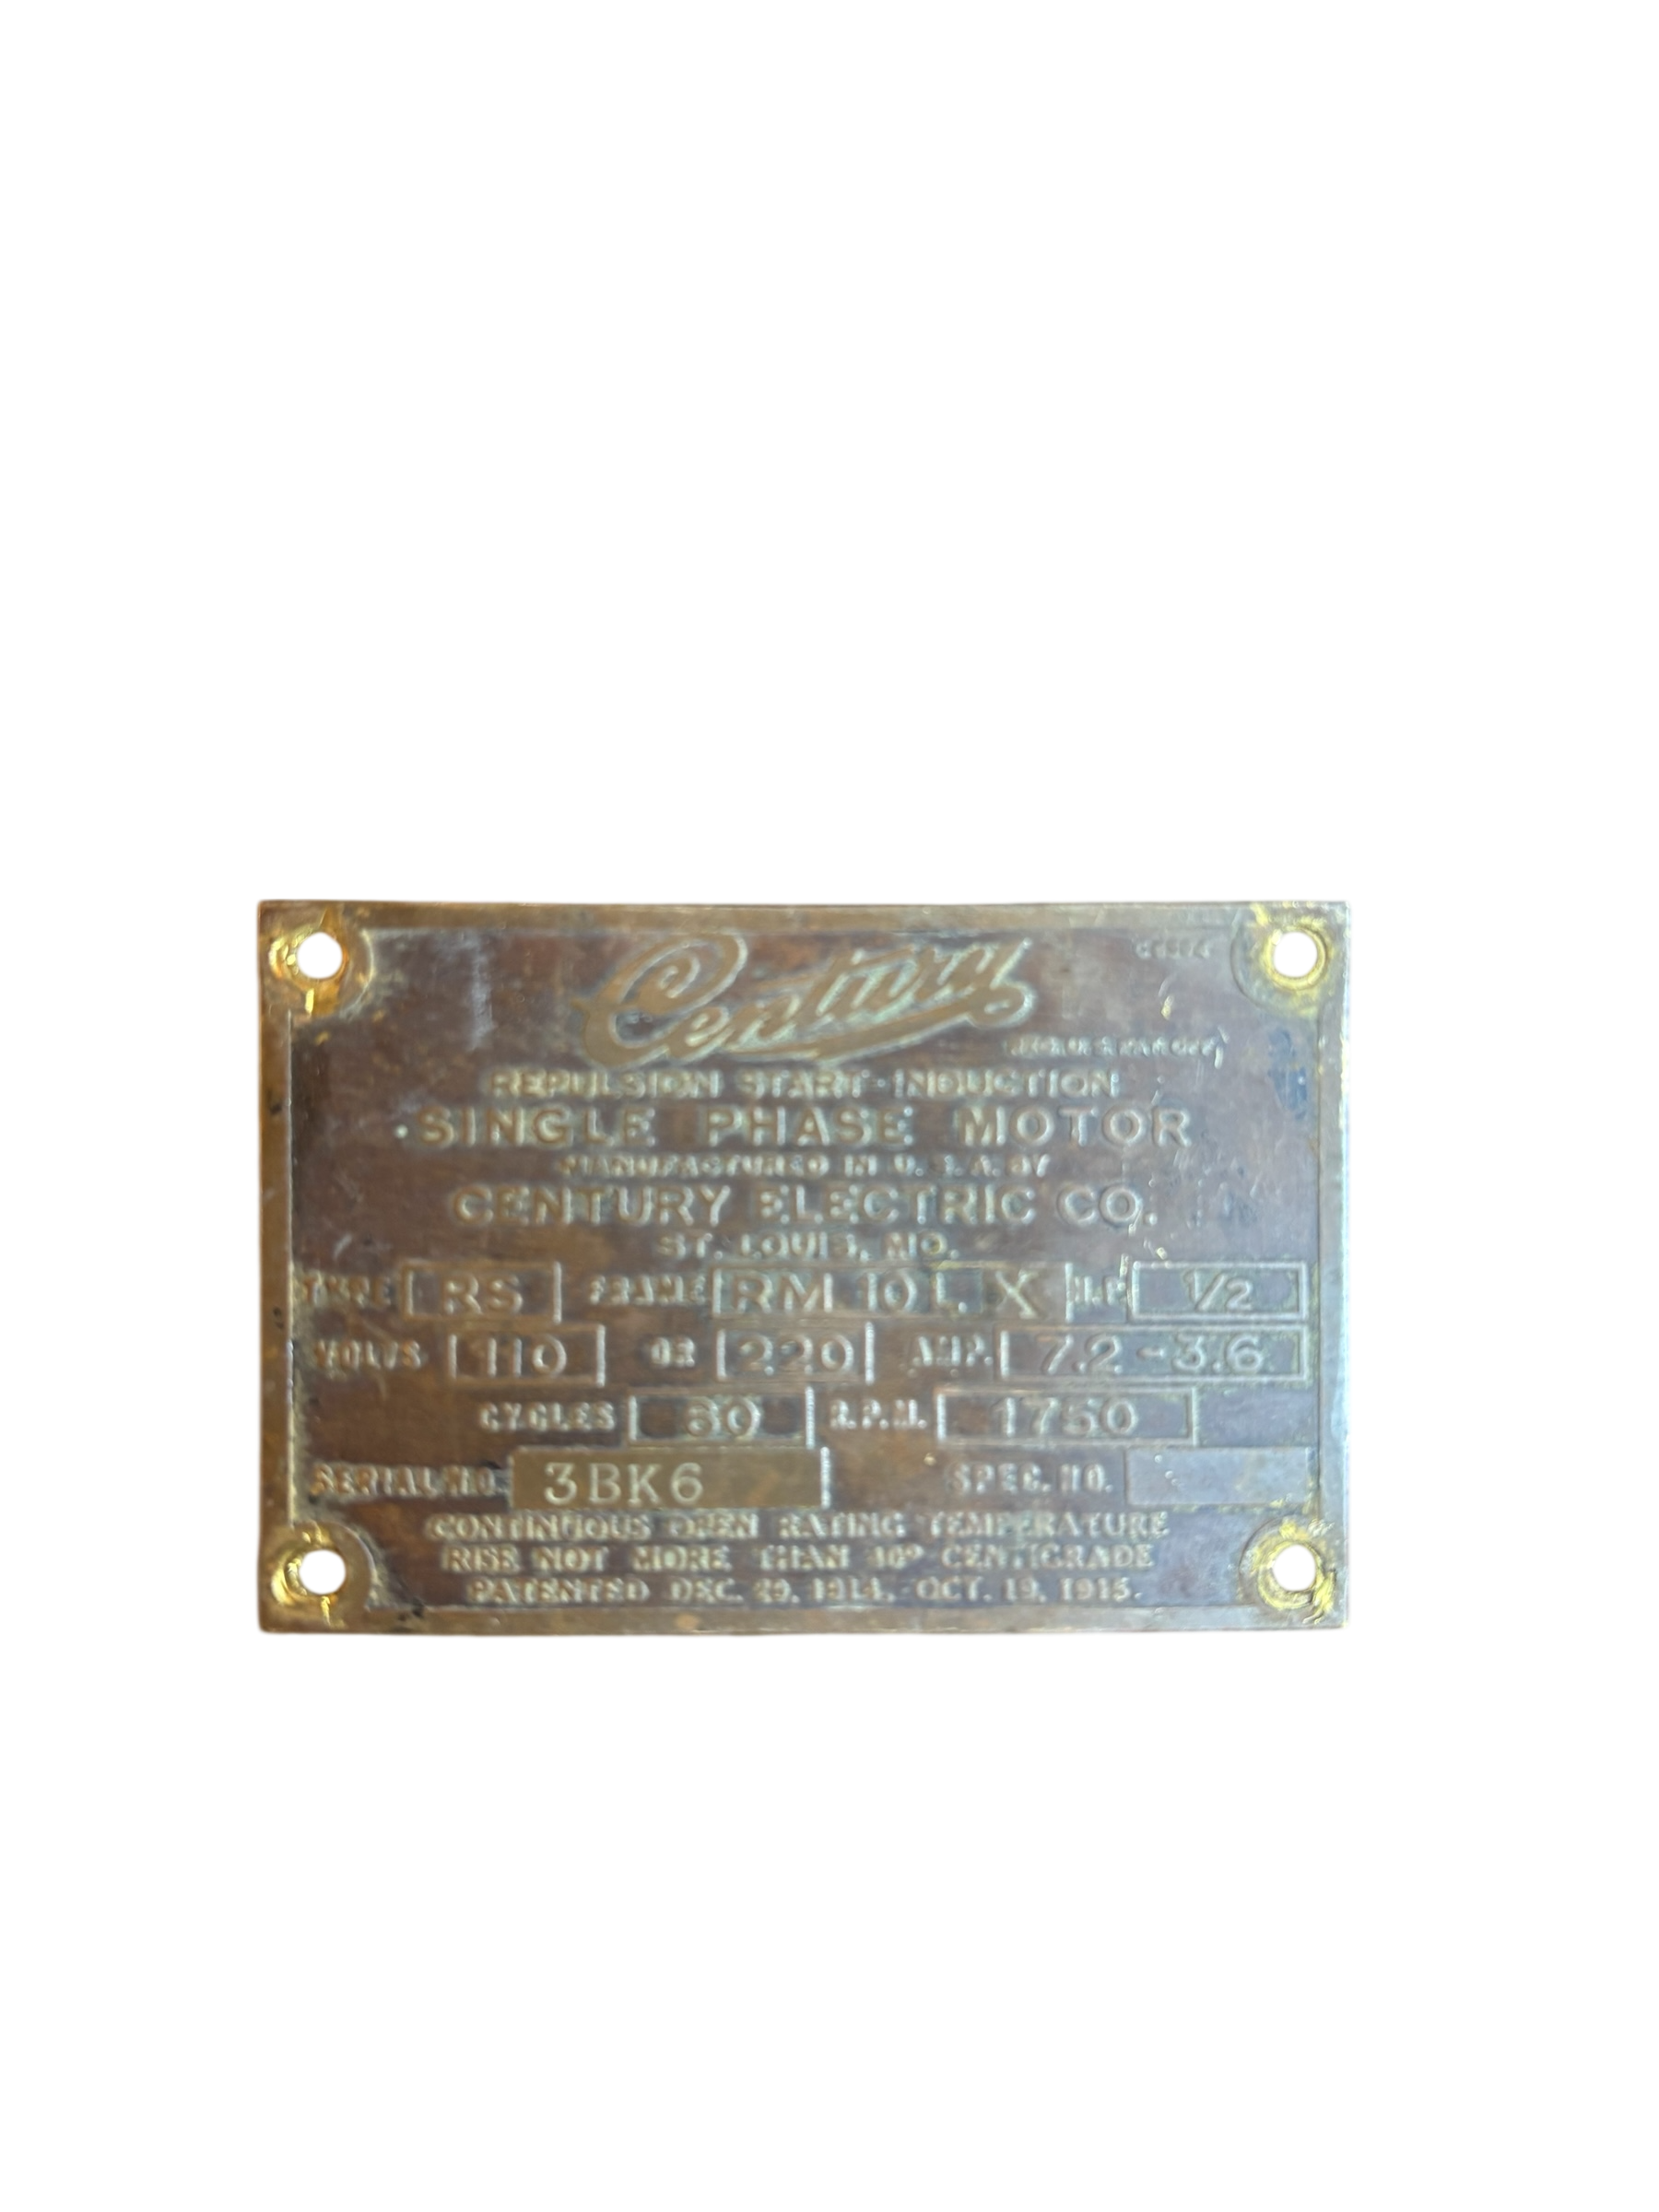 Century
REPULSION START-INDUCTION
SINGLE PHASE MOTOR
MANUFACTURED IN U.S.A. BY
CENTURY ELECTRIC CO.
ST. LOUIS, MO.
TYPE RS FRAME RM 10 L X H.P. 1/2
VOLTS 110 OR 220 AMP. 7.2-3.6
CYCLES 60 R.P.M. 1750
SERIAL NO. 3BK6 SPEC. NO.
CONTINUOUS OPEN RATING TEMPERATURE
RISE NOT MORE THAN 40° CENTIGRADE
PATENTED DEC. 29, 1914. - OCT. 19, 1915.